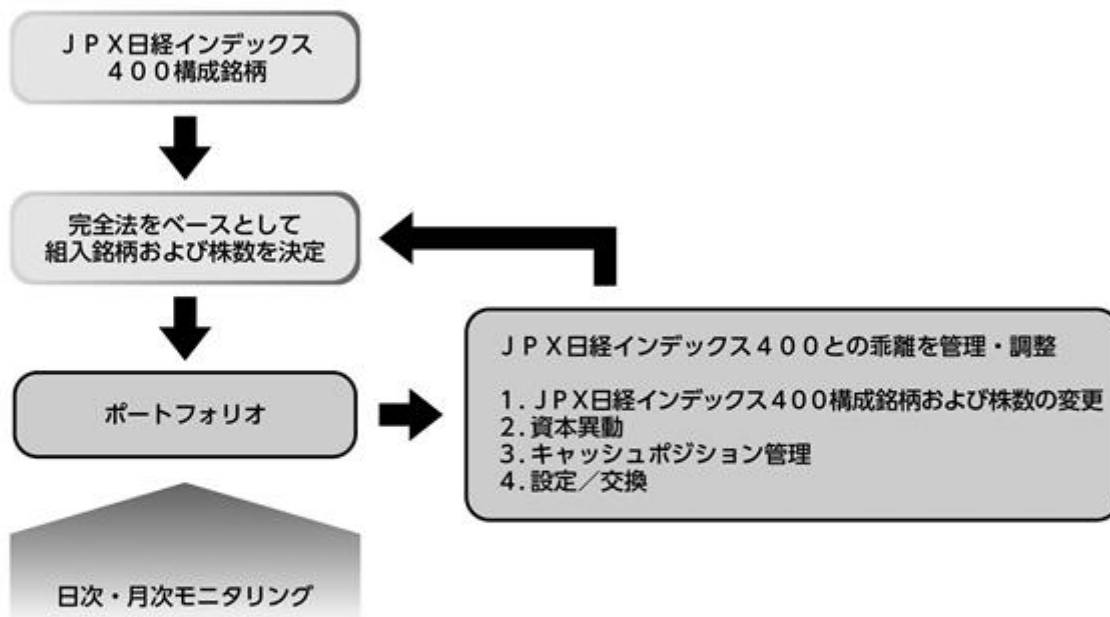 ＪＰＸ日経インデックス
４００構成銘柄
完全法をベースとして
組入銘柄および株数を決定
ポートフォリオ
ＪＰＸ日経インデックス４００との乖離を管理・調整
１．ＪＰＸ日経インデックス４００構成銘柄および株数の変更
２．資本異動
３．キャッシュポジション管理
４．設定／交換
日次・月次モニタリング